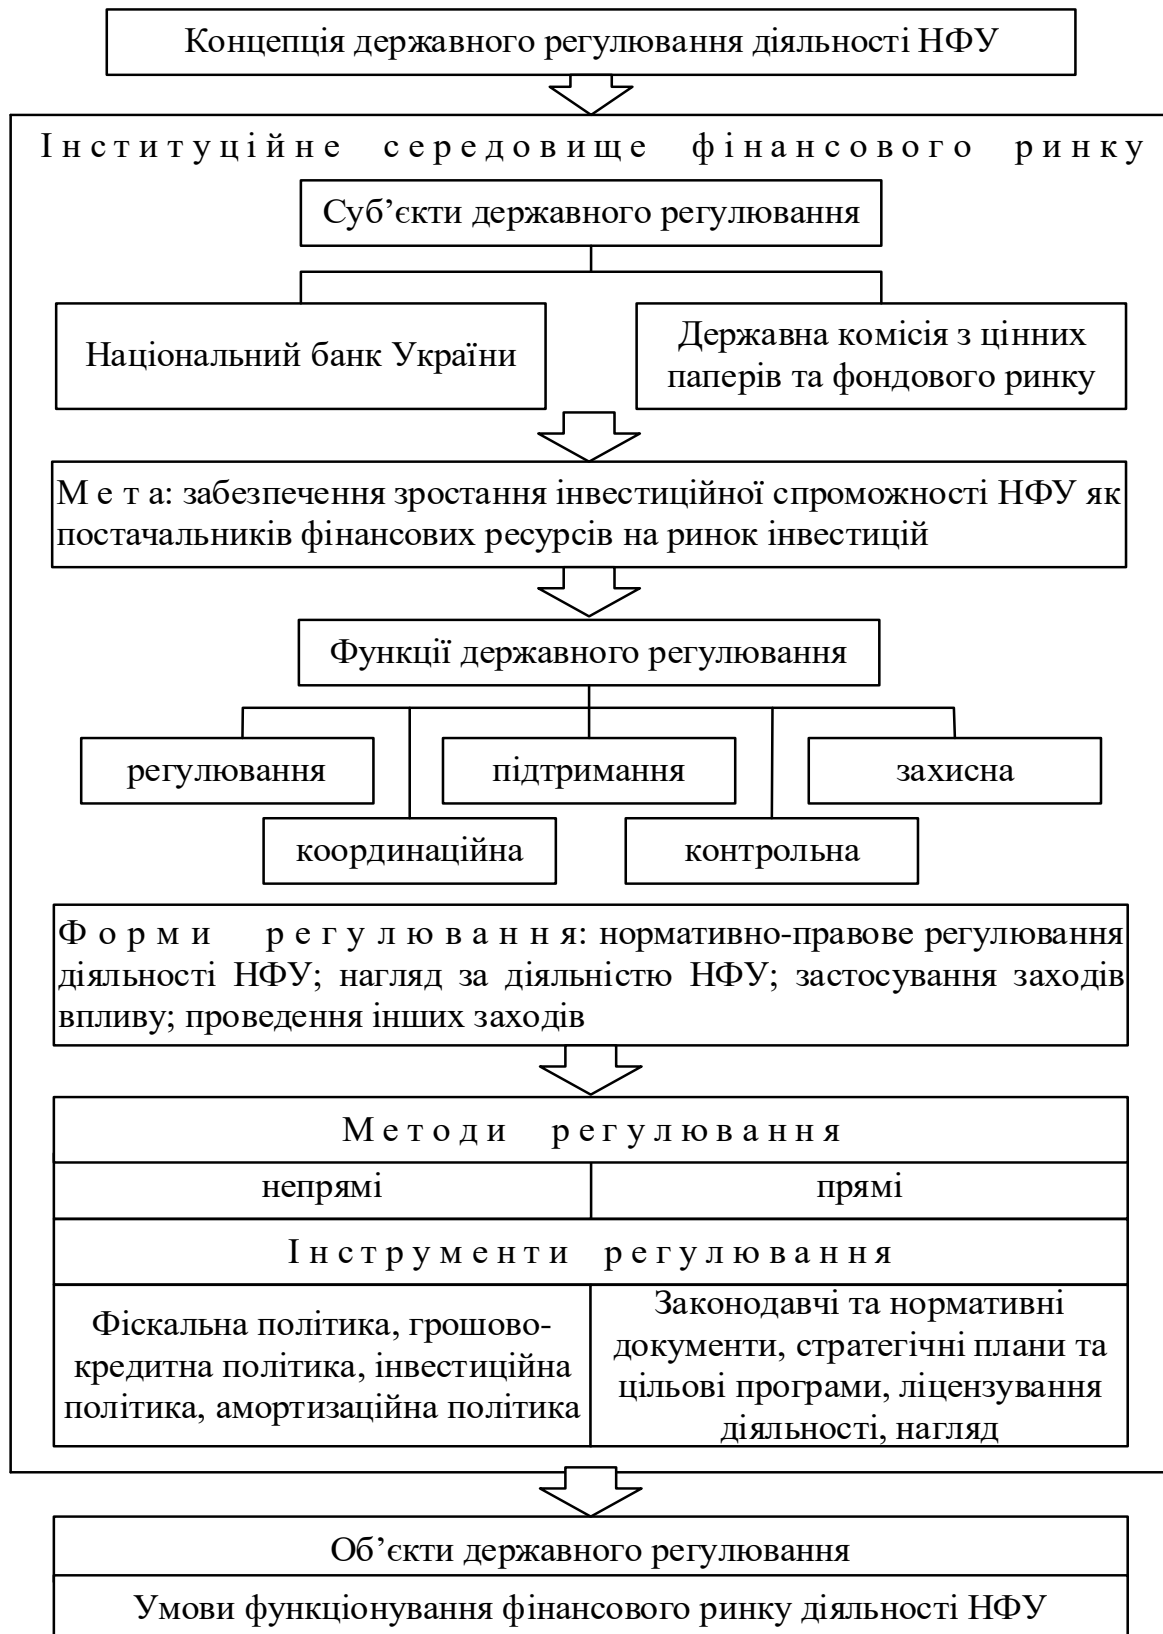 Концепція державного регулювання діяльності НФУ
Інституційне середовище фінансового ринку
Суб’єкти державного регулювання
Національний банк України
Державна комісія з цінних
паперів та фондового ринку
Мета: забезпечення зростання інвестиційної спроможності НФУ як
постачальників фінансових ресурсів на ринок інвестицій
Функції державного регулювання
регулювання
підтримання
захисна
координаційна
контрольна
Форми регулювання: нормативно-правове регулювання
діяльності НФУ; нагляд за діяльністю НФУ; застосування заходів
впливу; проведення інших заходів
Методи регулювання
непрямі
прямі
Інструменти регулювання
Фіскальна політика, грошово-
кредитна політика, інвестиційна
політика, амортизаційна політика
Законодавчі та нормативні
документи, стратегічні плани та
цільові програми, ліцензування
діяльності, нагляд
Об’єкти державного регулювання
Умови функціонування фінансового ринку діяльності НФУ